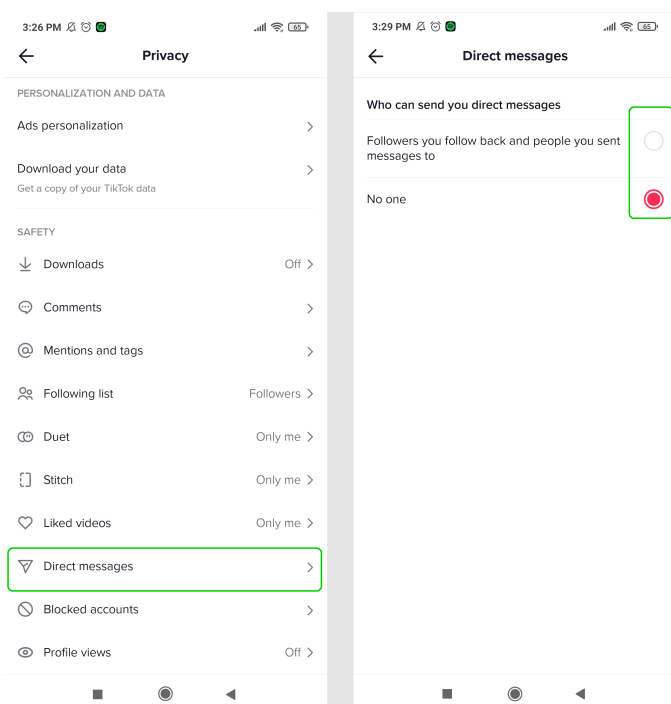 3:26 PM
65
Privacy
PERSONALIZATION AND DATA
Ads personalization
Download your data
Get a copy of your TikTok data
SAFETY
Downloads Off
Comments
Mentions and tags
Following list Followers
Duet Only me
Stitch Only me
Liked videos Only me
Direct messages
Blocked accounts
Profile views Off
3:29 PM
65
Direct messages
Who can send you direct messages
Followers you follow back and people you sent
messages to
No one